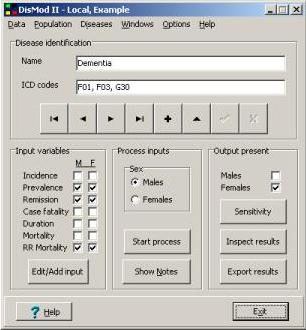 DisMod II - Local, Example
Data Population Diseases Windows Options Help
Disease identification
Name Dementia
ICD codes F01, F03, G30
Input variables
M F
Incidence
Prevalence
Remission
Case fatality
Duration
Mortality
RR Mortality
Edit/Add input
Process inputs
Sex
Males
Females
Start process
Show Notes
Output present
Males
Females
Sensitivity
Inspect results
Export results
? Help
Exit